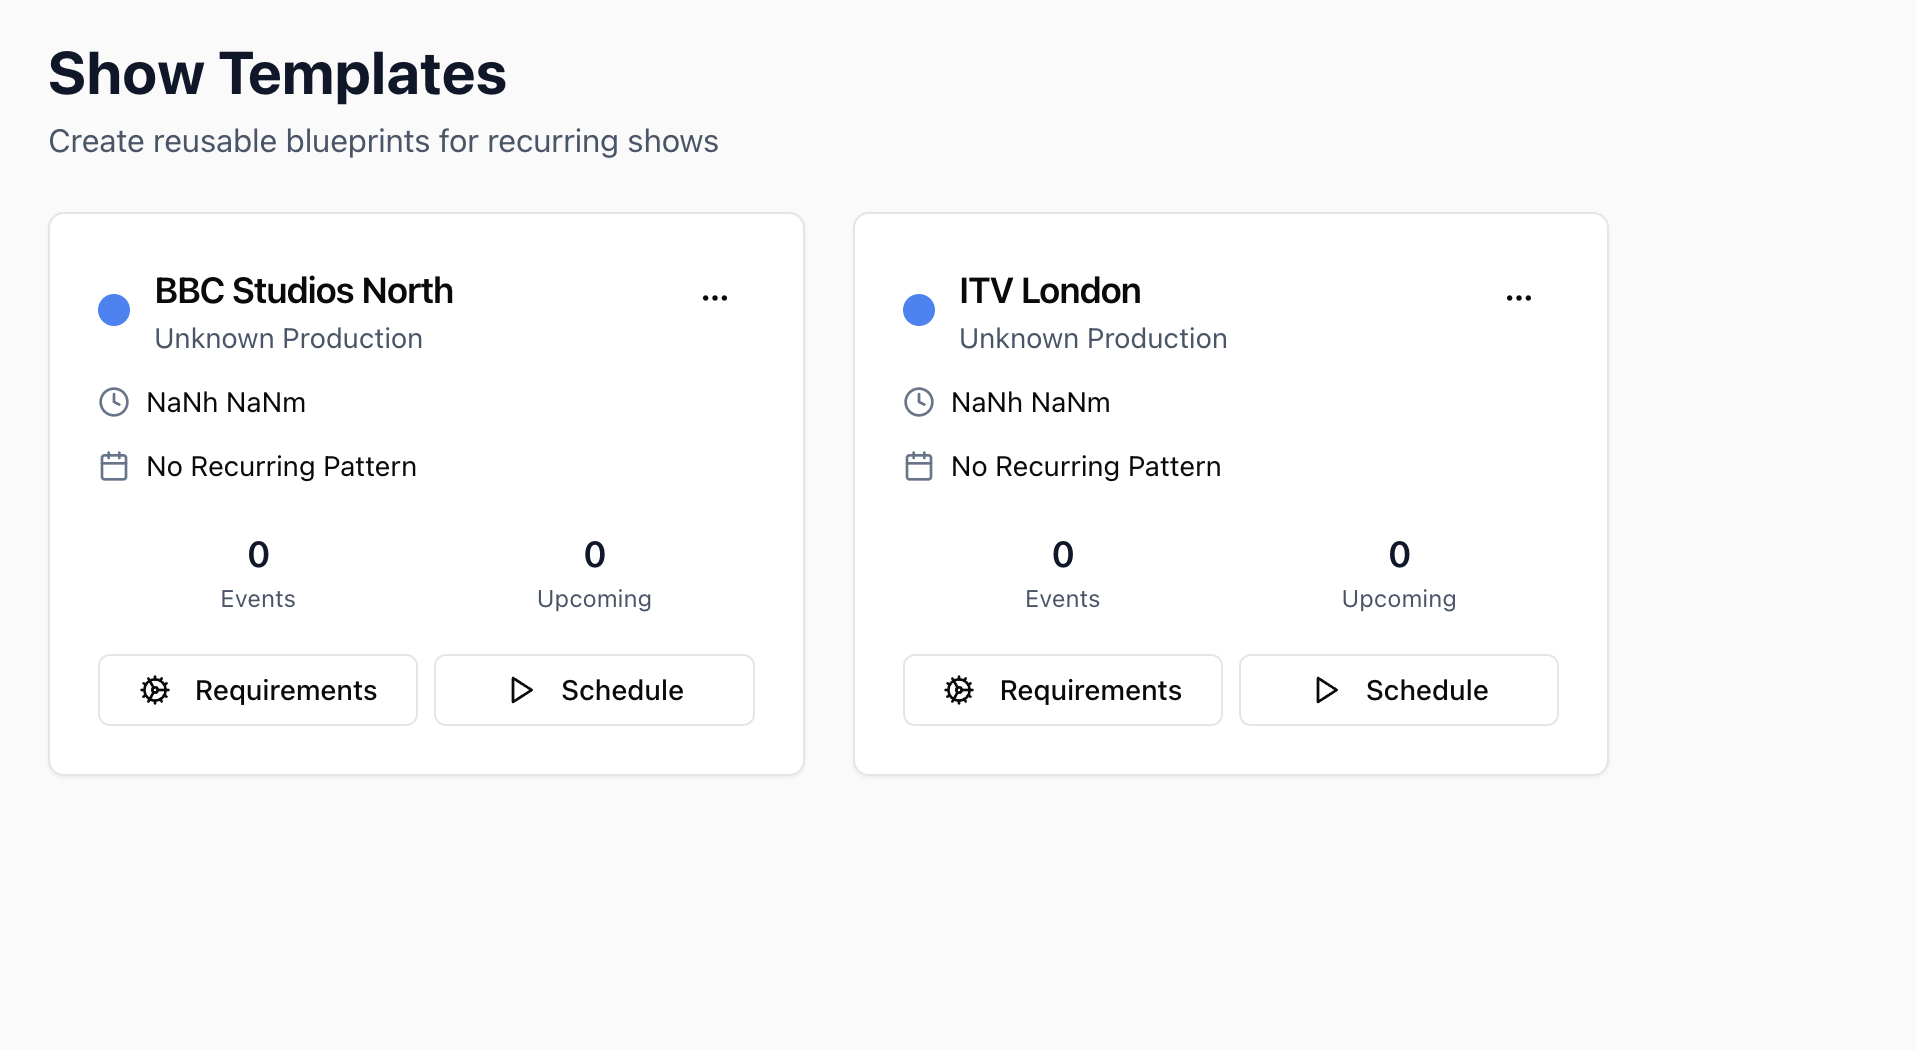 Show Templates
Create reusable blueprints for recurring shows
BBC Studios North
Unknown Production
NaNh NaNm
No Recurring Pattern
0
Events
0
Upcoming
Requirements
Schedule
ITV London
Unknown Production
NaNh NaNm
No Recurring Pattern
0
Events
0
Upcoming
Requirements
Schedule